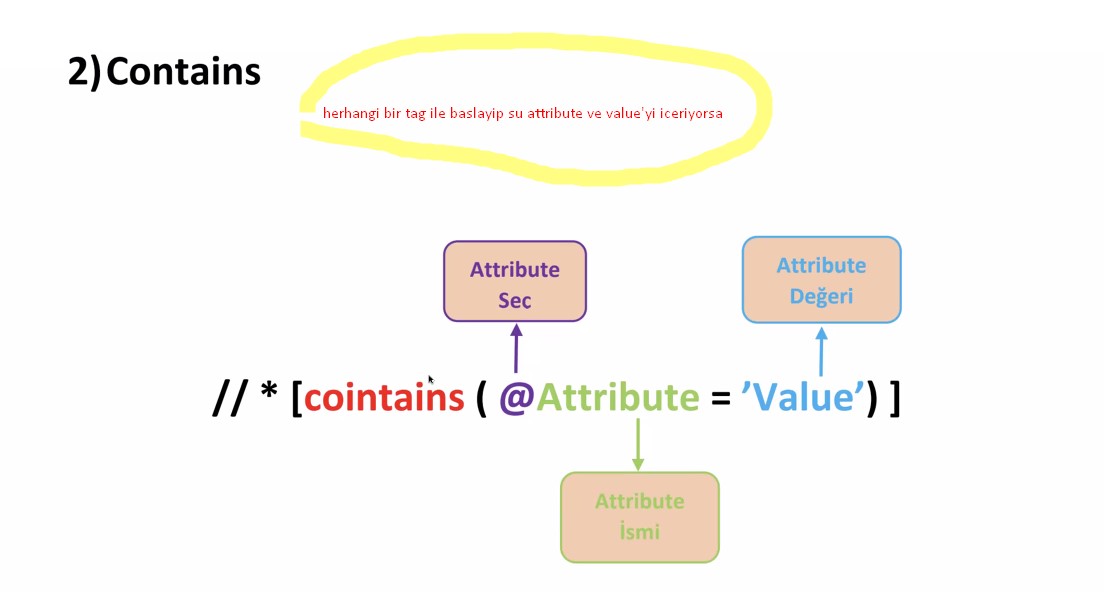 2) Contains
herhangi bir tag ile baslayip su attribute ve value'yi iceriyorsa
Attribute
Sec
Attribute
Değeri
// * [cointains ( @Attribute = ’Value’) ]
Attribute
İsmi